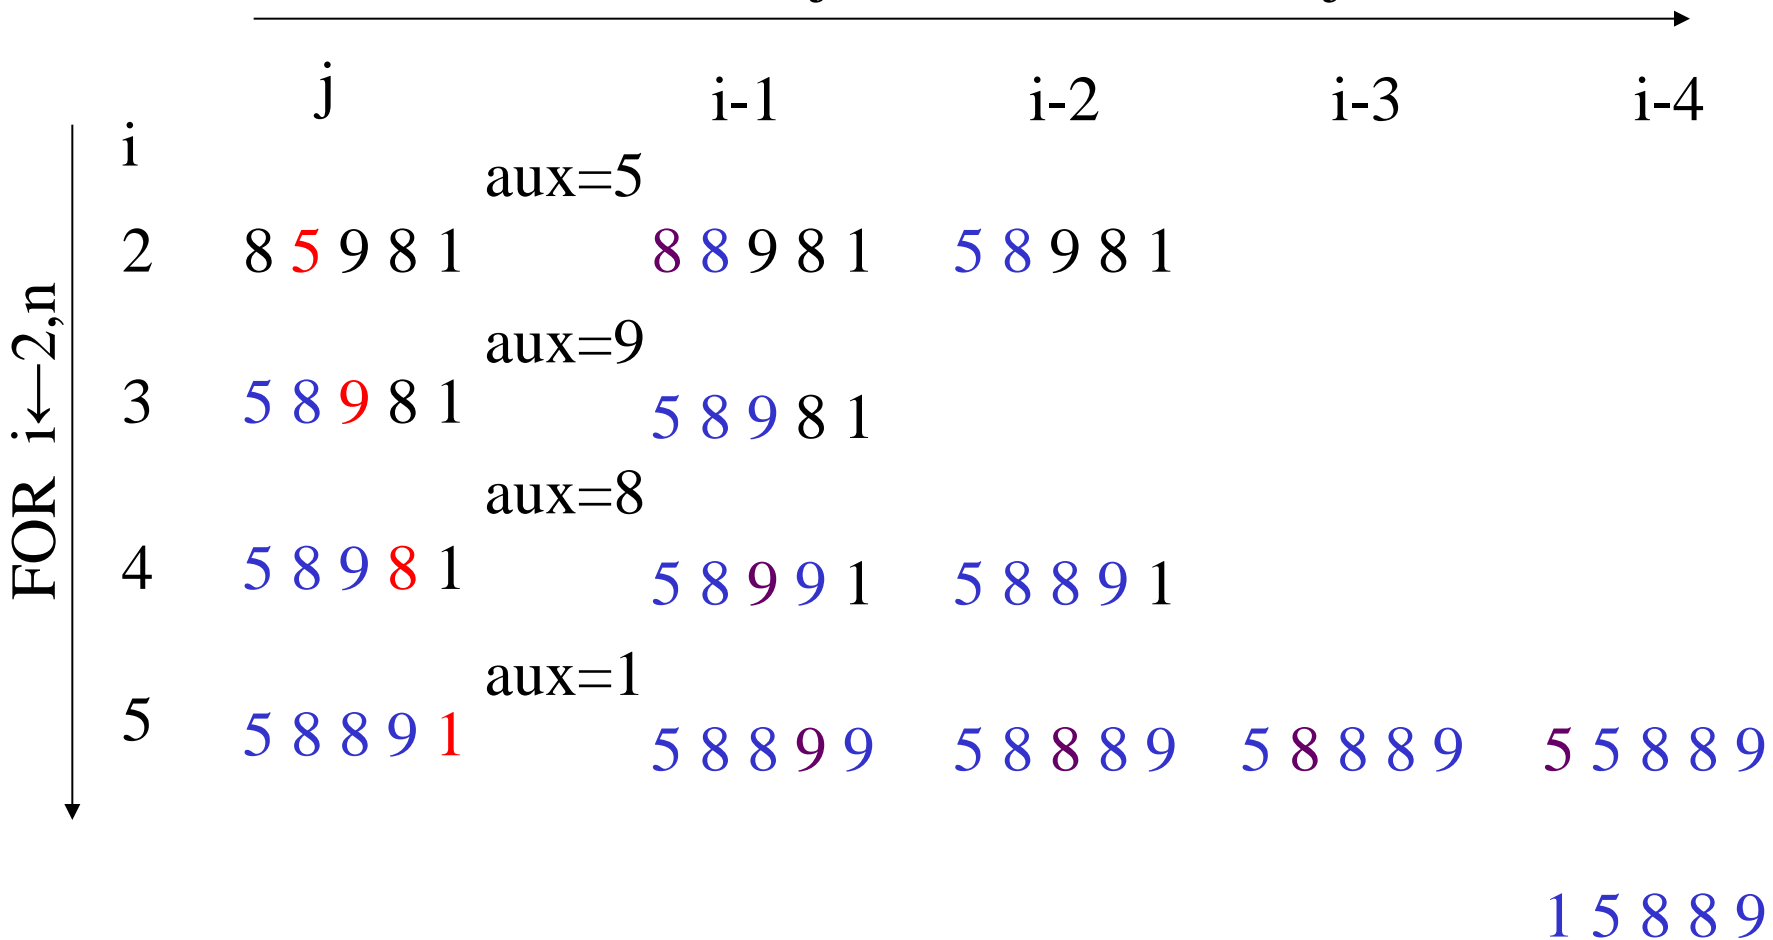 j i-1 i-2 i-3 i-4
i
aux=5
2 8 5 9 8 1 8 8 9 8 1 5 8 9 8 1
aux=9
3 5 8 9 8 1 5 8 9 8 1
aux=8
4 5 8 9 8 1 5 8 9 9 1 5 8 8 9 1
aux=1
5 5 8 8 9 1 5 8 8 9 9 5 8 8 8 9 5 8 8 8 9 5 5 8 8 9
1 5 8 8 9
FOR i←2,n